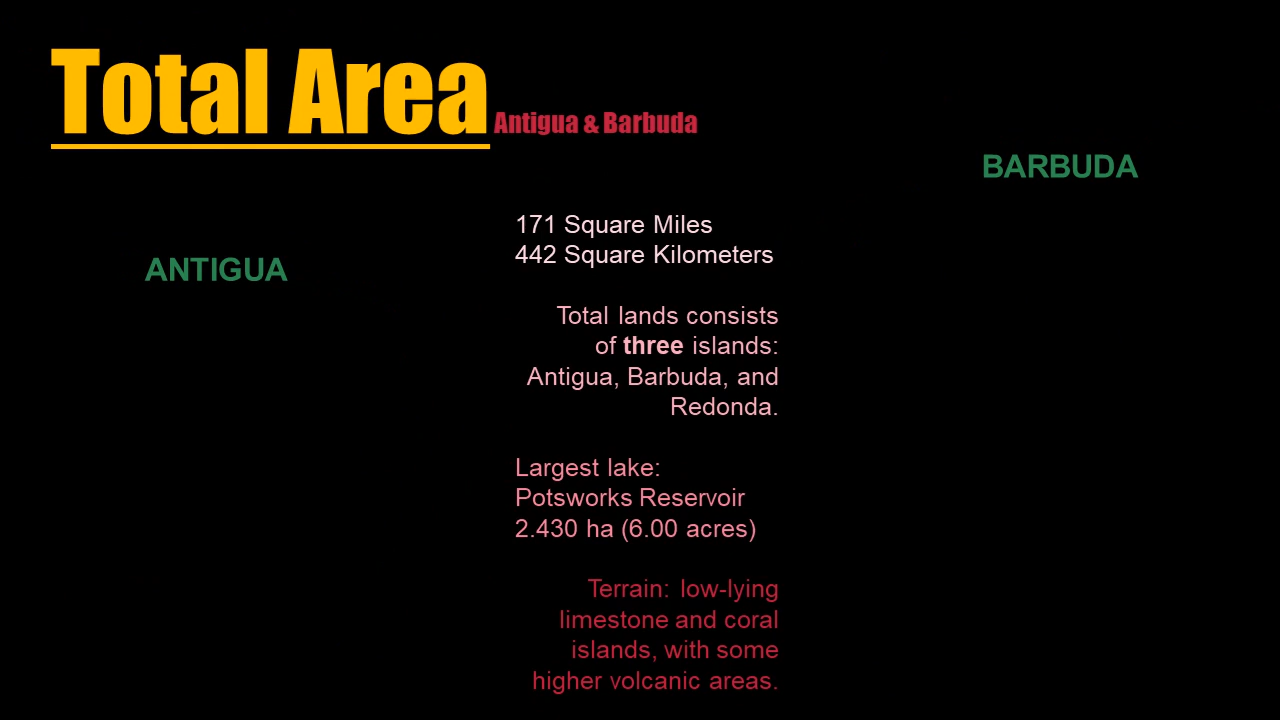 Total Area Antigua & Barbuda
BARBUDA
ANTIGUA
171 Square Miles
442 Square Kilometers
Total lands consists
of three islands:
Antigua, Barbuda, and
Redonda.
Largest lake:
Potsworks Reservoir
2.430 ha (6.00 acres)
Terrain: low-lying
limestone and coral
islands, with some
higher volcanic areas.